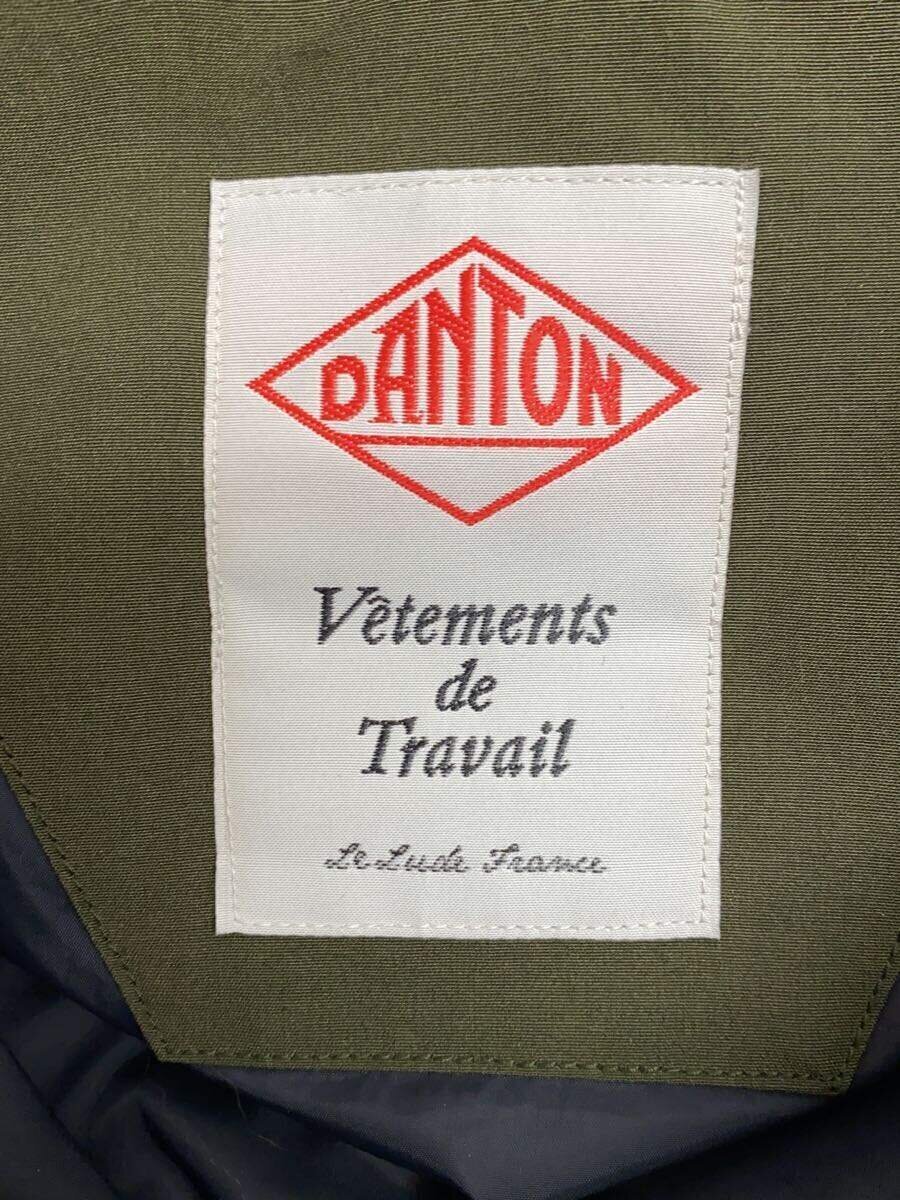 DANTON
Vêtements
de
Travail
Le Lude France